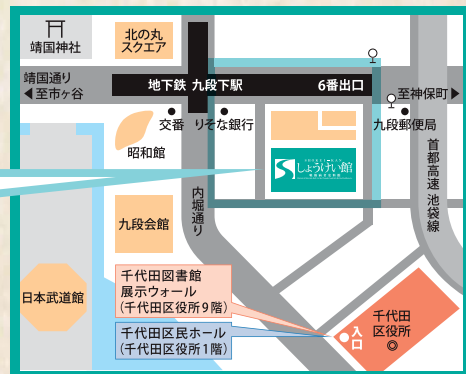 靖国神社
北の丸
スクエア
靖国通り
◀至市ヶ谷
地下鉄 九段下駅
6番出口
至神保町▶
交番
りそな銀行
九段郵便局
昭和館
しょうけい館
首都高速 池袋線
内堀通り
九段会館
日本武道館
千代田図書館
展示ウォール
(千代田区役所9階)
千代田区民ホール
(千代田区役所1階)
入口
千代田
区役所
◎